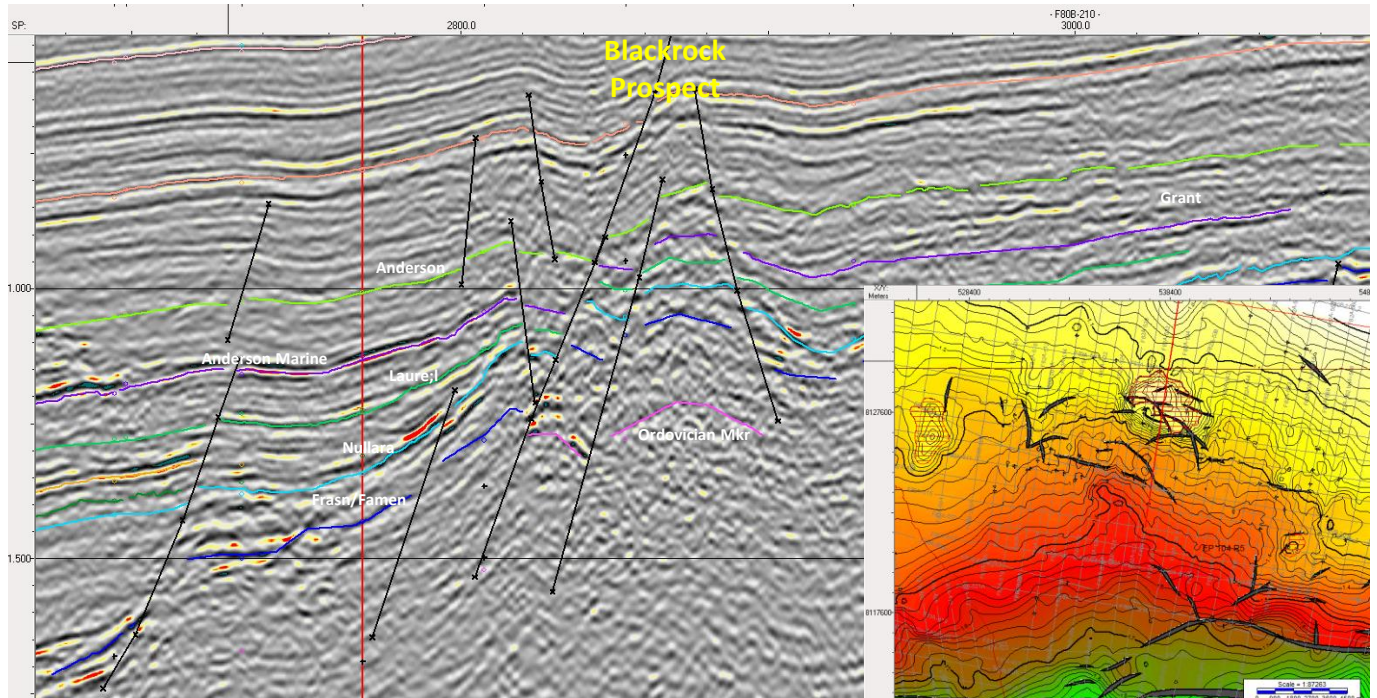 SP:
2800.0
- F80B-210 -
3000.0
Blackrock
Prospect
Grant
Anderson
1.000
Anderson Marine
Laure;l
Nullara
Ordovician Mkr
Frasn/Famen
1.500
X/Y:
Meters
528400
538400
8127600
EP 104 R5
8117600
Scale = 1:87263